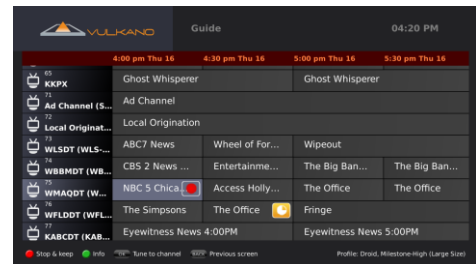 VULKANO Guide 04:20 PM
4:00 pm Thu 16 4:30 pm Thu 16 5:00 pm Thu 16 5:30 pm Thu 16
65
KKPX Ghost Whisperer Ghost Whisperer
71
Ad Channel (S... Ad Channel
72
Local Originat... Local Origination
73
WLSDT (WLS-... ABC7 News Wheel of For... Wipeout
74
WBBMDT (WB... CBS 2 News ... Entertainme... The Big Ban... The Big Ban...
75
WMAQDT (W... NBC 5 Chica... Access Holly... The Office The Office
76
WFLDDT (WFL... The Simpsons The Office Fringe
77
KABCDT (KAB... Eyewitness News 4:00PM Eyewitness News 5:00PM
Stop & keep Info Tune to channel Previous screen Profile: Droid, Milestone-High (Large Size)